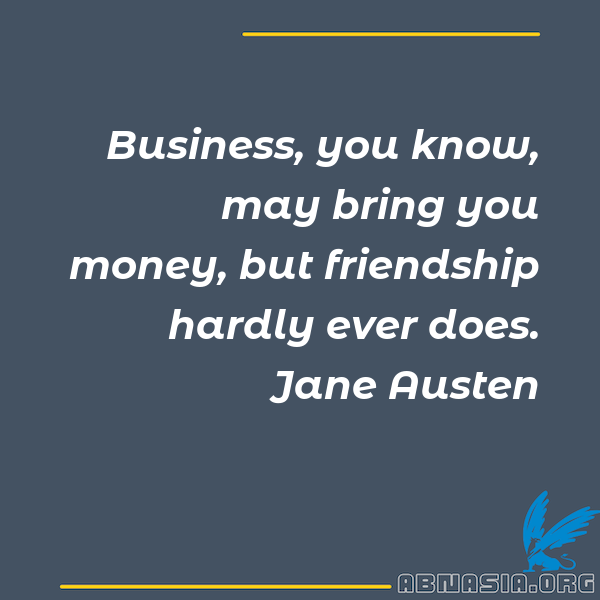 Business, you know,
may bring you
money, but friendship
hardly ever does.
Jane Austen
ABNASIA.ORG